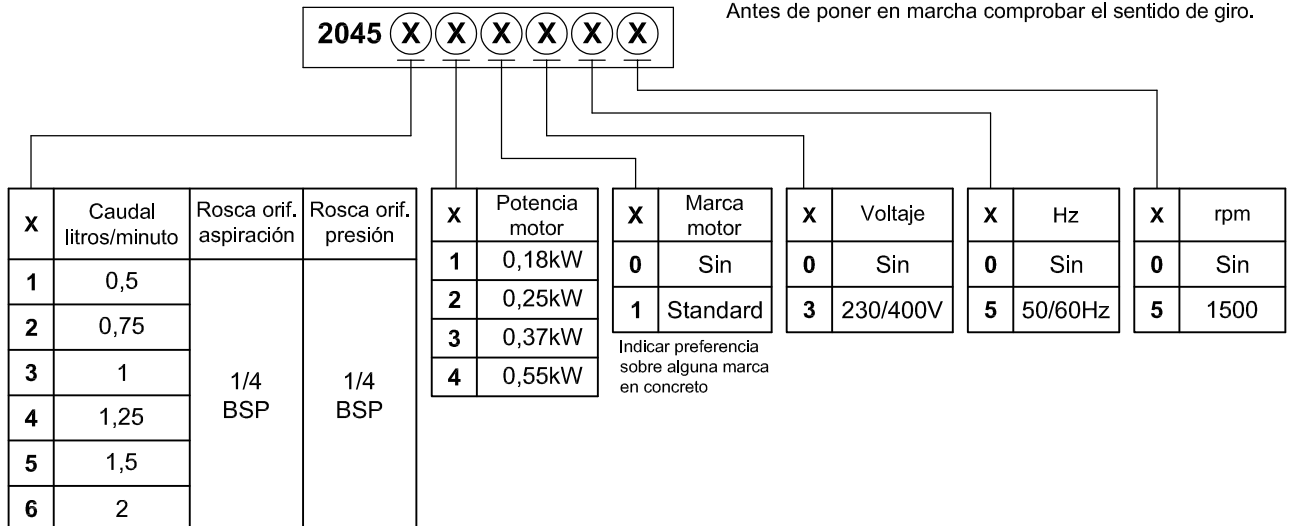 Antes de poner en marcha comprobar el sentido de giro.
2045 X X X X X X
X Caudal litros/minuto Rosca orif. aspiración Rosca orif. presión
1 0,5
2 0,75
3 1
4 1,25
5 1,5
6 2
1/4 BSP 1/4 BSP
X Potencia motor
1 0,18kW
2 0,25kW
3 0,37kW
4 0,55kW
X Marca motor
0 Sin
1 Standard
Indicar preferencia
sobre alguna marca
en concreto
X Voltaje
0 Sin
3 230/400V
X Hz
0 Sin
5 50/60Hz
X rpm
0 Sin
5 1500